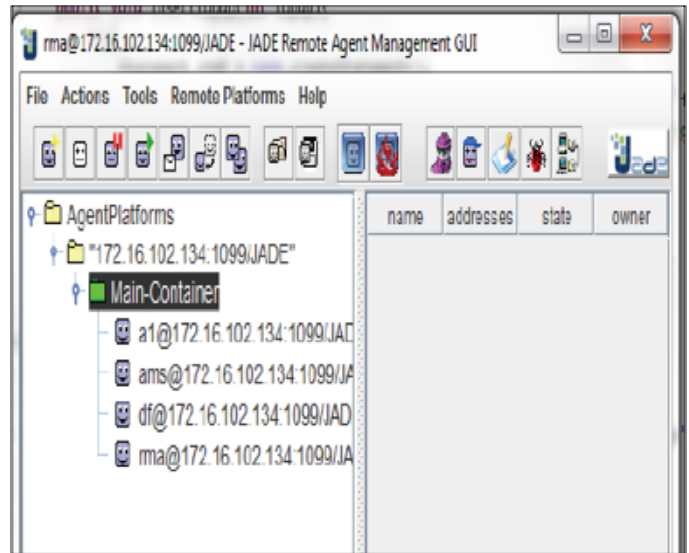 rma@172.16.102.134:1099/JADE - JADE Remote Agent Management GUI
File Actions Tools Remote Platforms Help
Jade
AgentPlatforms
name addresses state owner
"172.16.102.134:1099/JADE"
Main-Container
a1@172.16.102.134:1099/JAD
ams@172.16.102.134:1099/JA
df@172.16.102.134:1099/JAD
rma@172.16.102.134:1099/JA